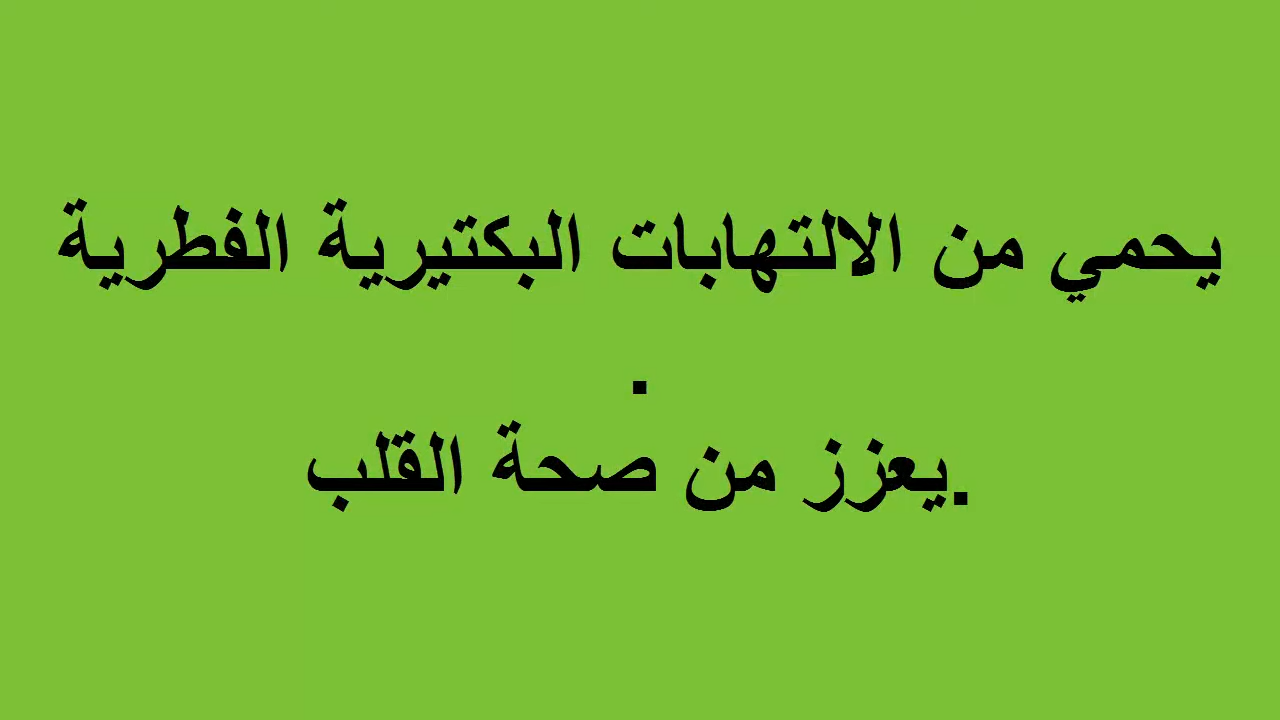 يحمي من الالتهابات البكتيرية الفطرية
.
.يعزز من صحة القلب